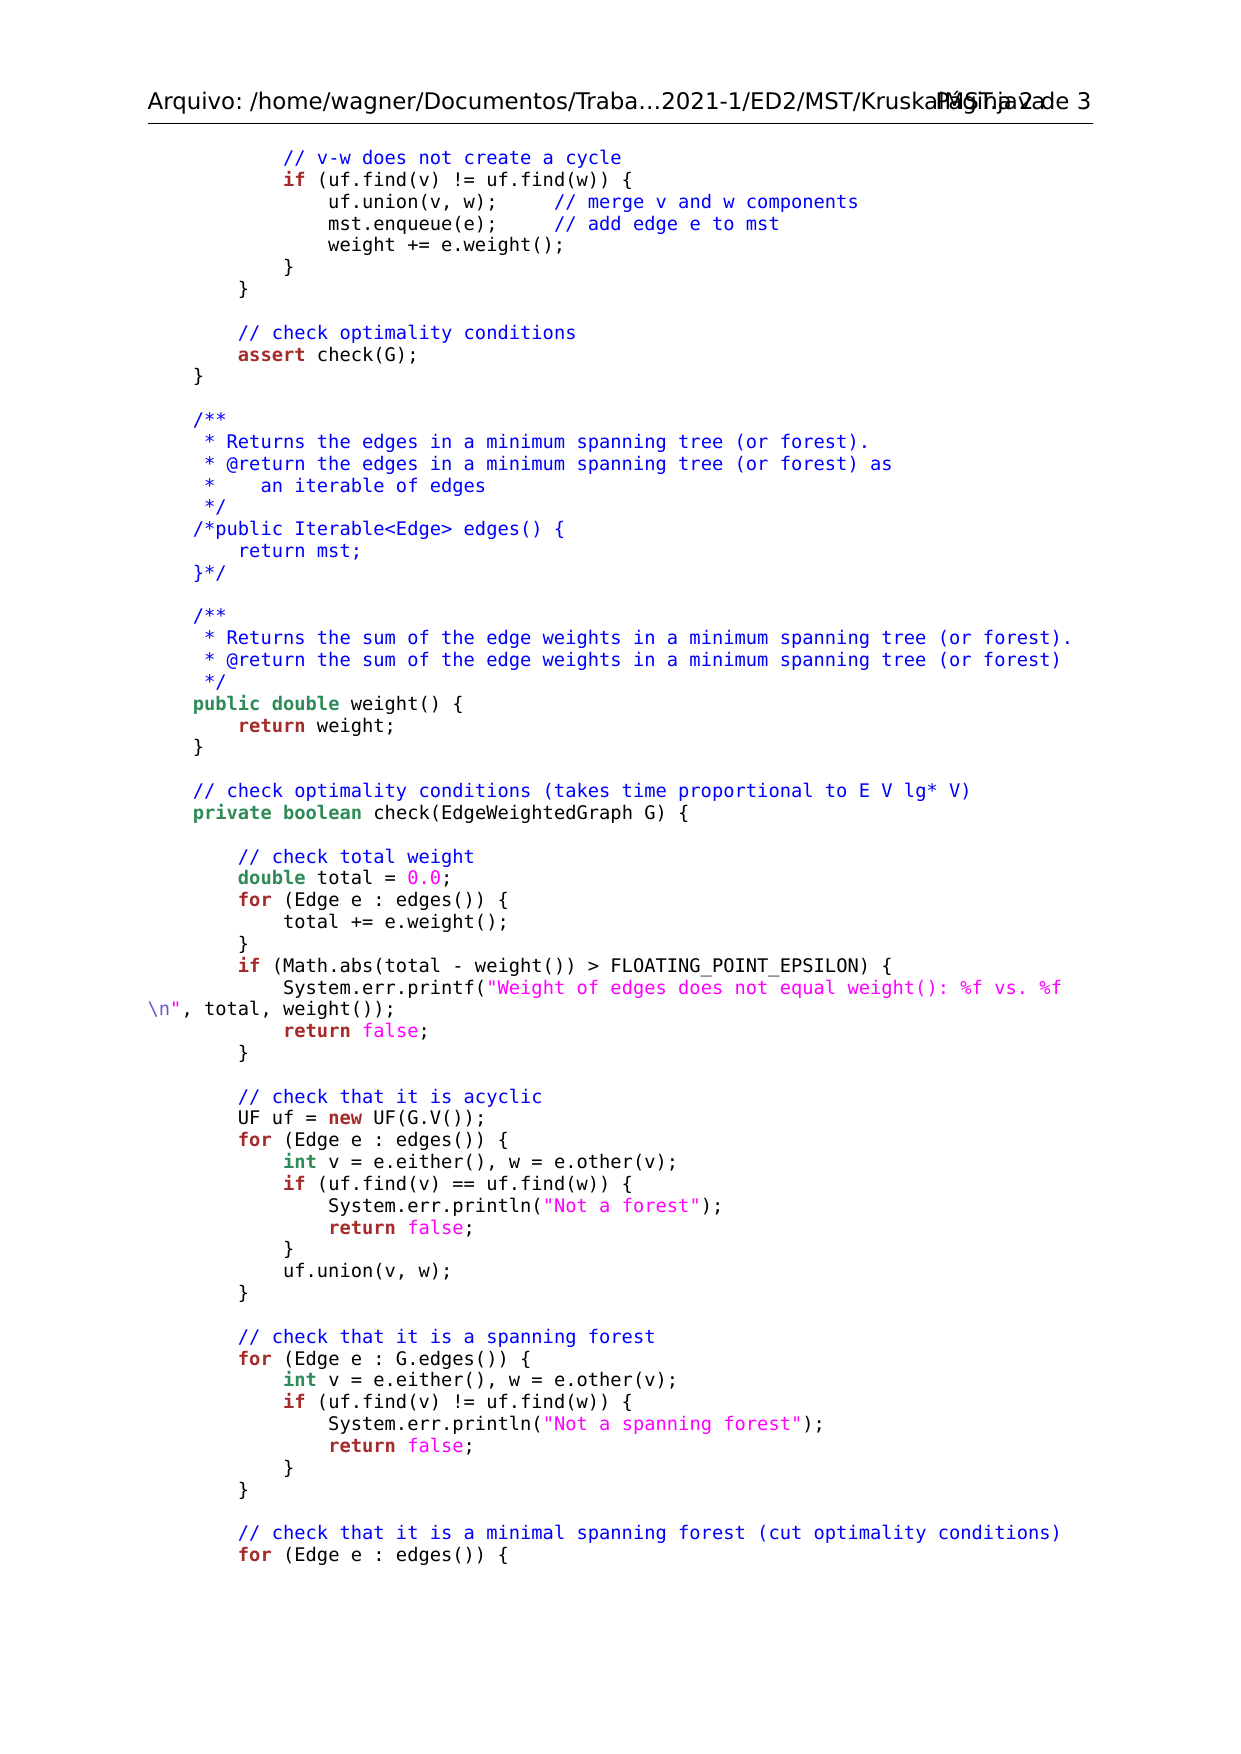 Arquivo: /home/wagner/Documentos/Traba...2021-1/ED2/MST/KruskalMST.java Página 2 de 3
            // v-w does not create a cycle
            if (uf.find(v) != uf.find(w)) {
                uf.union(v, w);     // merge v and w components
                mst.enqueue(e);     // add edge e to mst
                weight += e.weight();
            }
        }

        // check optimality conditions
        assert check(G);
    }

    /**
     * Returns the edges in a minimum spanning tree (or forest).
     * @return the edges in a minimum spanning tree (or forest) as
     *    an iterable of edges
     */
    /*public Iterable<Edge> edges() {
        return mst;
    }*/

    /**
     * Returns the sum of the edge weights in a minimum spanning tree (or forest).
     * @return the sum of the edge weights in a minimum spanning tree (or forest)
     */
    public double weight() {
        return weight;
    }

    // check optimality conditions (takes time proportional to E V lg* V)
    private boolean check(EdgeWeightedGraph G) {

        // check total weight
        double total = 0.0;
        for (Edge e : edges()) {
            total += e.weight();
        }
        if (Math.abs(total - weight()) > FLOATING_POINT_EPSILON) {
            System.err.printf("Weight of edges does not equal weight(): %f vs. %f
\n", total, weight());
            return false;
        }

        // check that it is acyclic
        UF uf = new UF(G.V());
        for (Edge e : edges()) {
            int v = e.either(), w = e.other(v);
            if (uf.find(v) == uf.find(w)) {
                System.err.println("Not a forest");
                return false;
            }
            uf.union(v, w);
        }

        // check that it is a spanning forest
        for (Edge e : G.edges()) {
            int v = e.either(), w = e.other(v);
            if (uf.find(v) != uf.find(w)) {
                System.err.println("Not a spanning forest");
                return false;
            }
        }

        // check that it is a minimal spanning forest (cut optimality conditions)
        for (Edge e : edges()) {